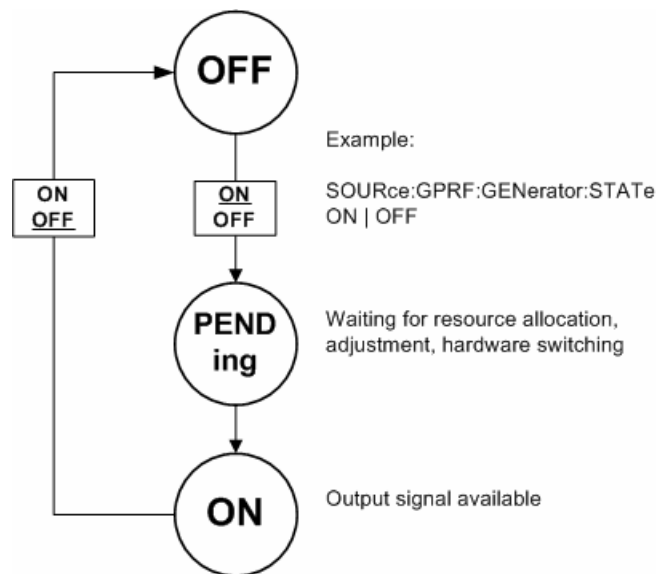 OFF
Example:
ON
OFF
ON
OFF
SOURce:GPRF:GENerator:STATe
ON | OFF
PEND
ing
Waiting for resource allocation,
adjustment, hardware switching
ON
Output signal available